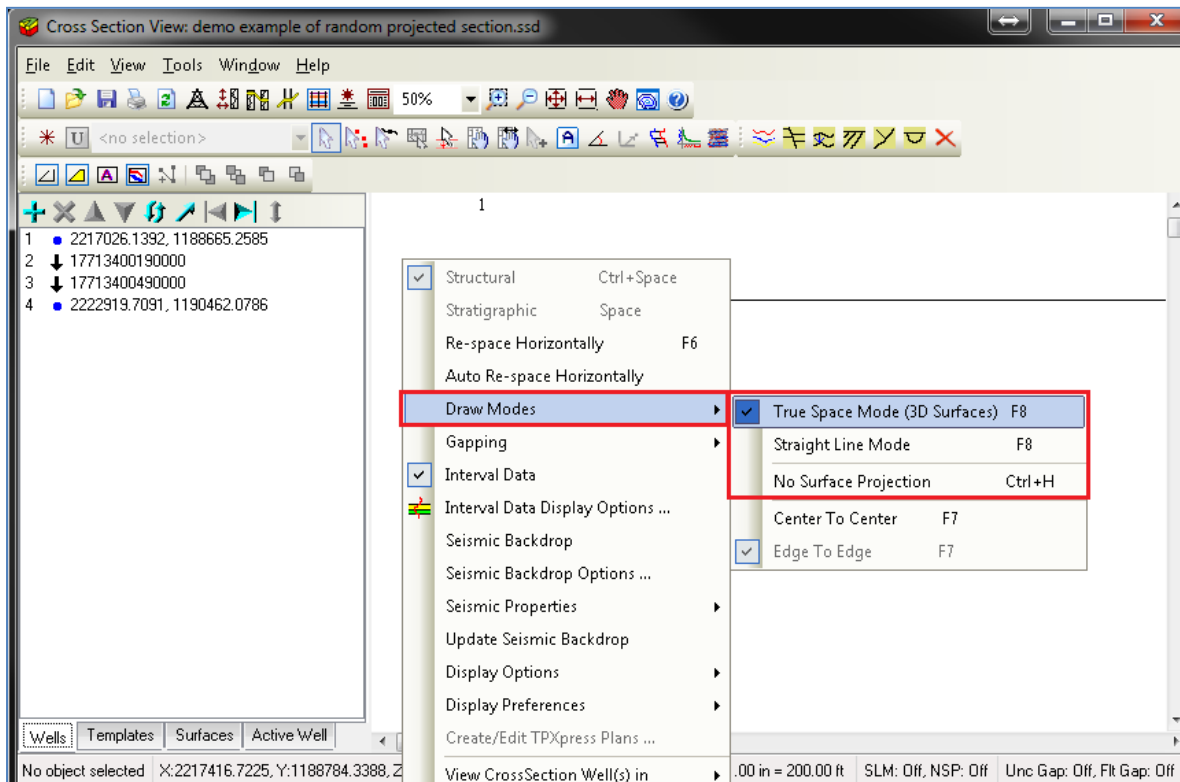 Cross Section View: demo example of random projected section.ssd
File Edit View Tools Window Help
50%
U <no selection> A
A
1
1 2217026.1392, 1188665.2585
2 17713400190000
3 17713400490000
4 2222919.7091, 1190462.0786
Structural Ctrl+Space
Stratigraphic Space
Re-space Horizontally F6
Auto Re-space Horizontally
Draw Modes
True Space Mode (3D Surfaces) F8
Gapping
Straight Line Mode F8
Interval Data
No Surface Projection Ctrl+H
Interval Data Display Options ...
Center To Center F7
Seismic Backdrop
Edge To Edge F7
Seismic Backdrop Options ...
Seismic Properties
Update Seismic Backdrop
Display Options
Display Preferences
Create/Edit TPXpress Plans ...
Wells Templates Surfaces Active Well
View CrossSection Well(s) in
No object selected X:2217416.7225, Y:1188784.3388, Z .00 in = 200.00 ft SLM: Off, NSP: Off Unc Gap: Off, Flt Gap: Off